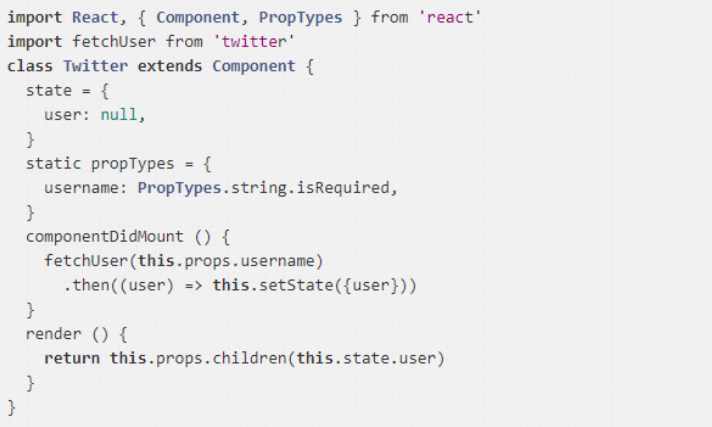 import React, { Component, PropTypes } from 'react'
import fetchUser from 'twitter'
class Twitter extends Component {
  state = {
    user: null,
  }
  static propTypes = {
    username: PropTypes.string.isRequired,
  }
  componentDidMount () {
    fetchUser(this.props.username)
      .then((user) => this.setState({user}))
  }
  render () {
    return this.props.children(this.state.user)
  }
}